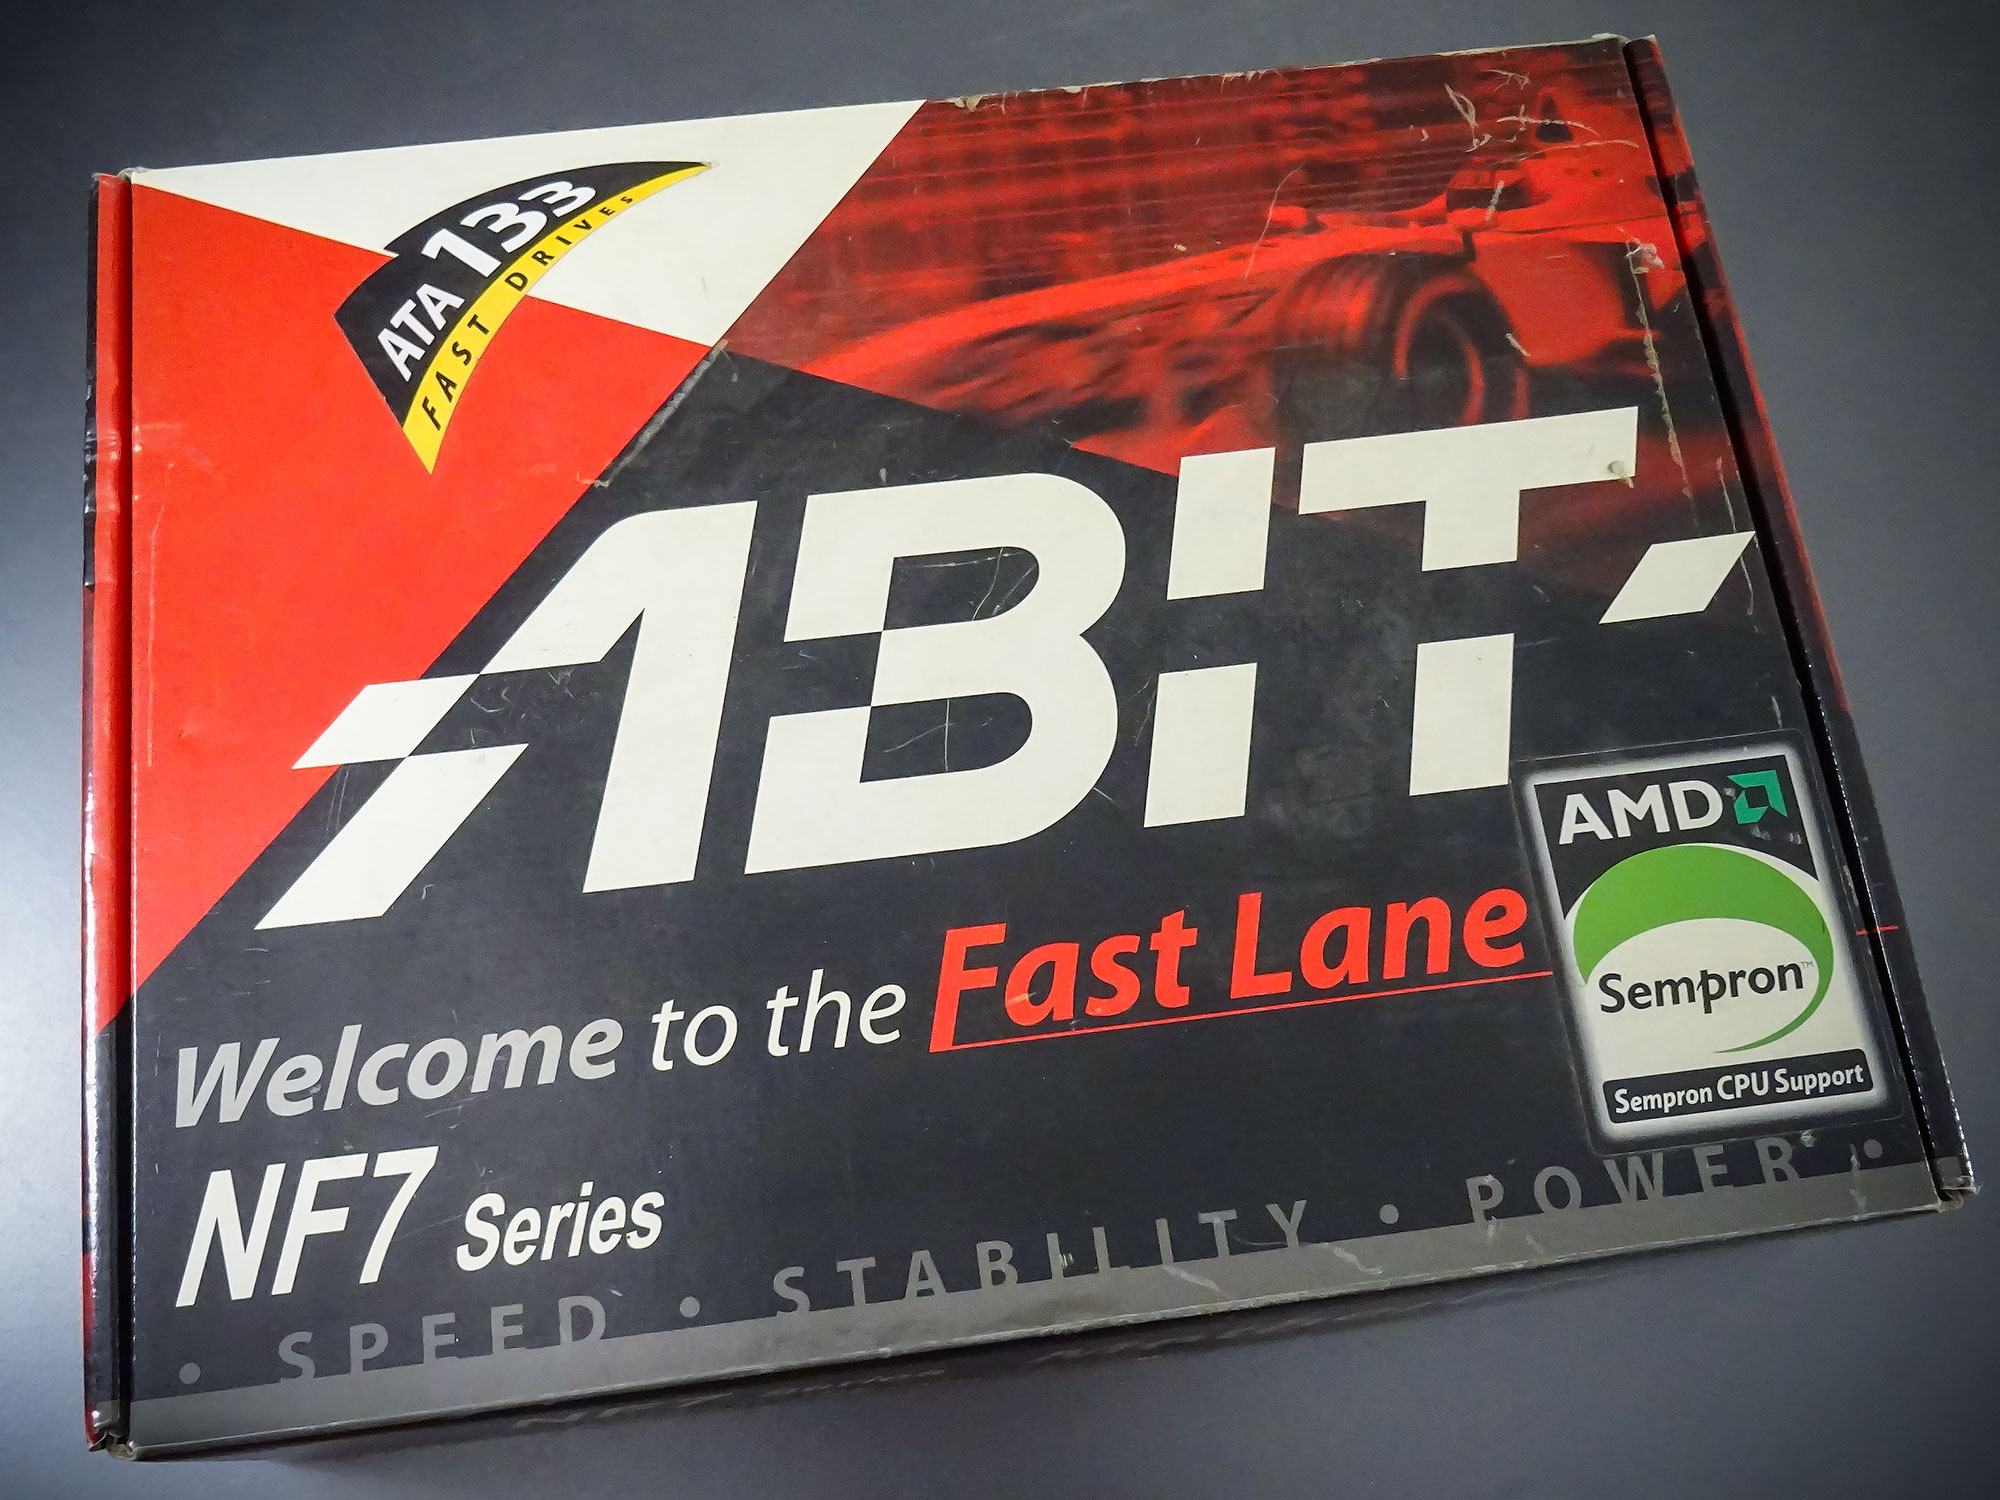 ATA 133
FAST DRIVES
ABIT
AMD
Sempron™
Sempron CPU Support
Welcome to the Fast Lane
NF7 Series
• SPEED • STABILITY • POWER •